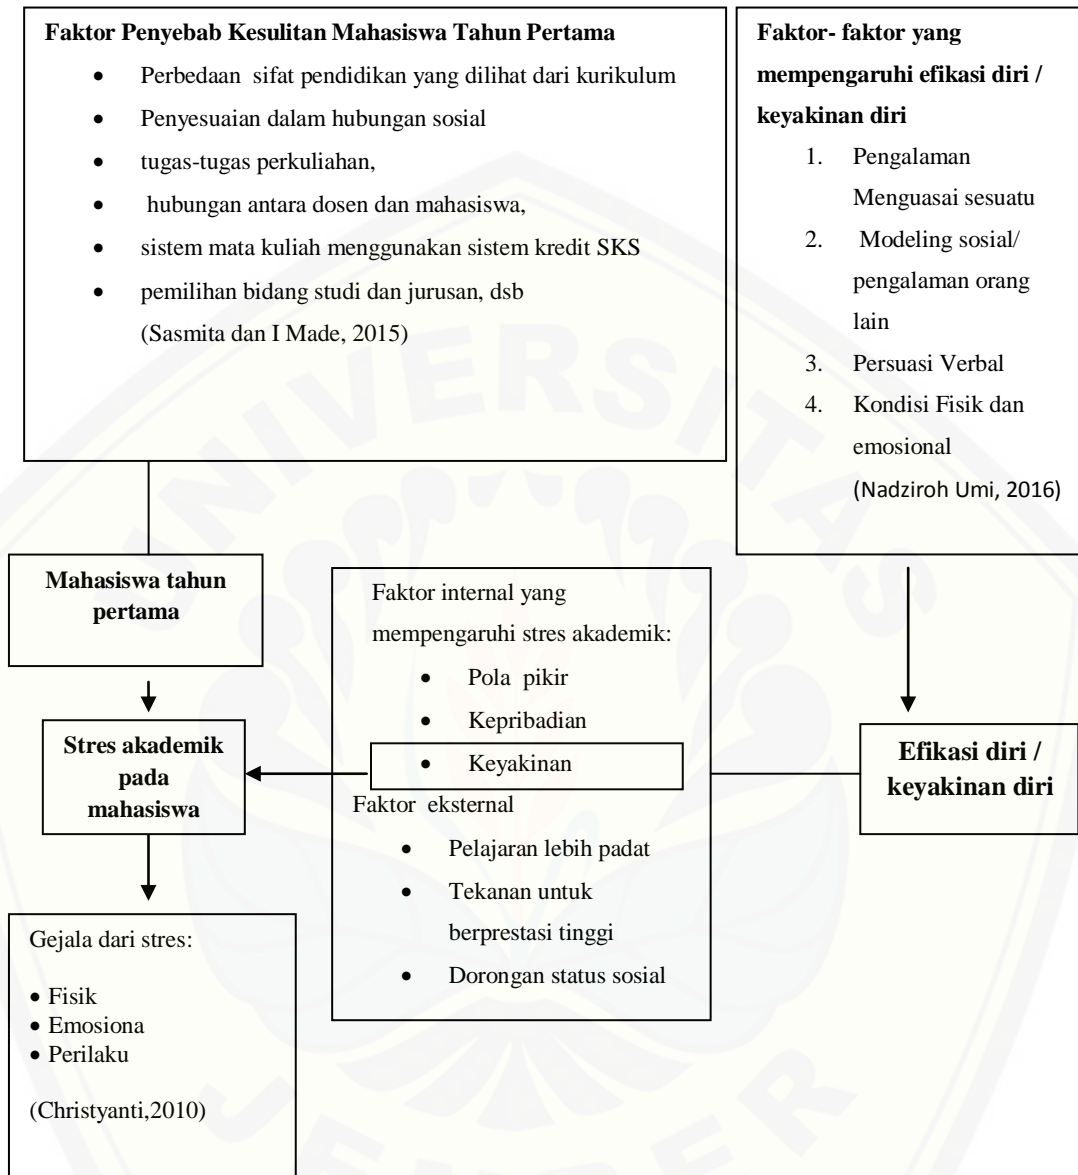 Faktor Penyebab Kesulitan Mahasiswa Tahun Pertama
• Perbedaan sifat pendidikan yang dilihat dari kurikulum
• Penyesuaian dalam hubungan sosial
• tugas-tugas perkuliahan,
• hubungan antara dosen dan mahasiswa,
• sistem mata kuliah menggunakan sistem kredit SKS
• pemilihan bidang studi dan jurusan, dsb
(Sasmita dan I Made, 2015)
Faktor- faktor yang
mempengaruhi efikasi diri /
keyakinan diri
1. Pengalaman
Menguasai sesuatu
2. Modeling sosial/
pengalaman orang
lain
3. Persuasi Verbal
4. Kondisi Fisik dan
emosional
(Nadziroh Umi, 2016)
Mahasiswa tahun
pertama
Faktor internal yang
mempengaruhi stres akademik:
• Pola pikir
• Kepribadian
• Keyakinan
Faktor eksternal
• Pelajaran lebih padat
• Tekanan untuk
berprestasi tinggi
• Dorongan status sosial
Stres akademik
pada
mahasiswa
Efikasi diri /
keyakinan diri
Gejala dari stres:
• Fisik
• Emosiona
• Perilaku
(Christyanti,2010)
UNIVERSITAS
JEMBER